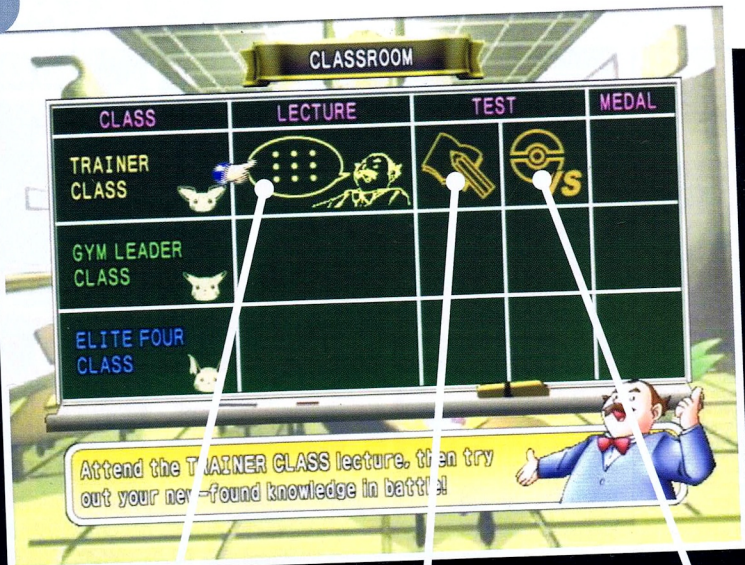 CLASSROOM
CLASS LECTURE TEST MEDAL
TRAINER
CLASS
VS
GYM LEADER
CLASS
ELITE FOUR
CLASS
Attend the TRAINER CLASS lecture, then try
out your new-found knowledge in battle!